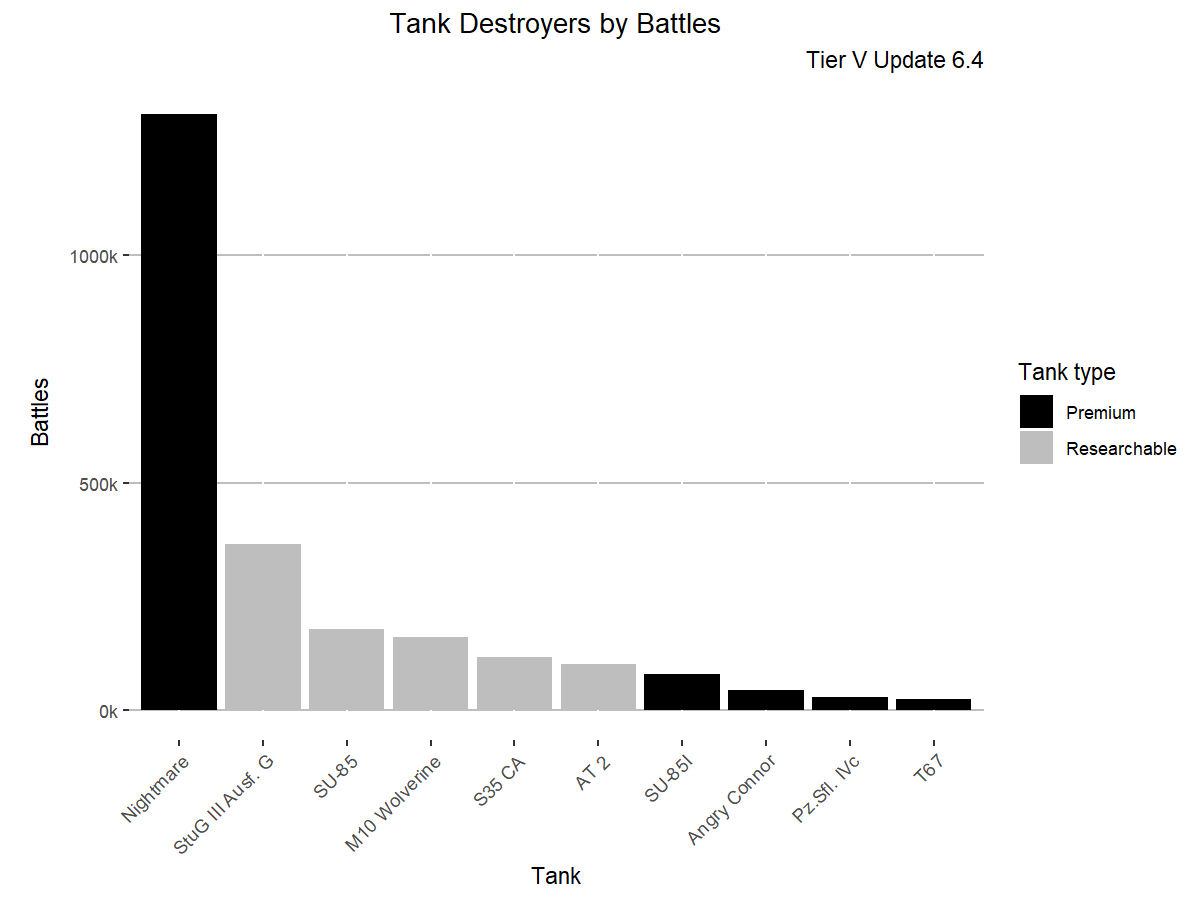 Tank Destroyers by Battles
Tier V Update 6.4
1000k
500k
0k
Battles
Nightmare
StuG III Ausf. G
SU-85
M10 Wolverine
S35 CA
AT 2
SU-85I
Angry Connor
Pz.Sfl. IVc
T67
Tank
Tank type
Premium
Researchable